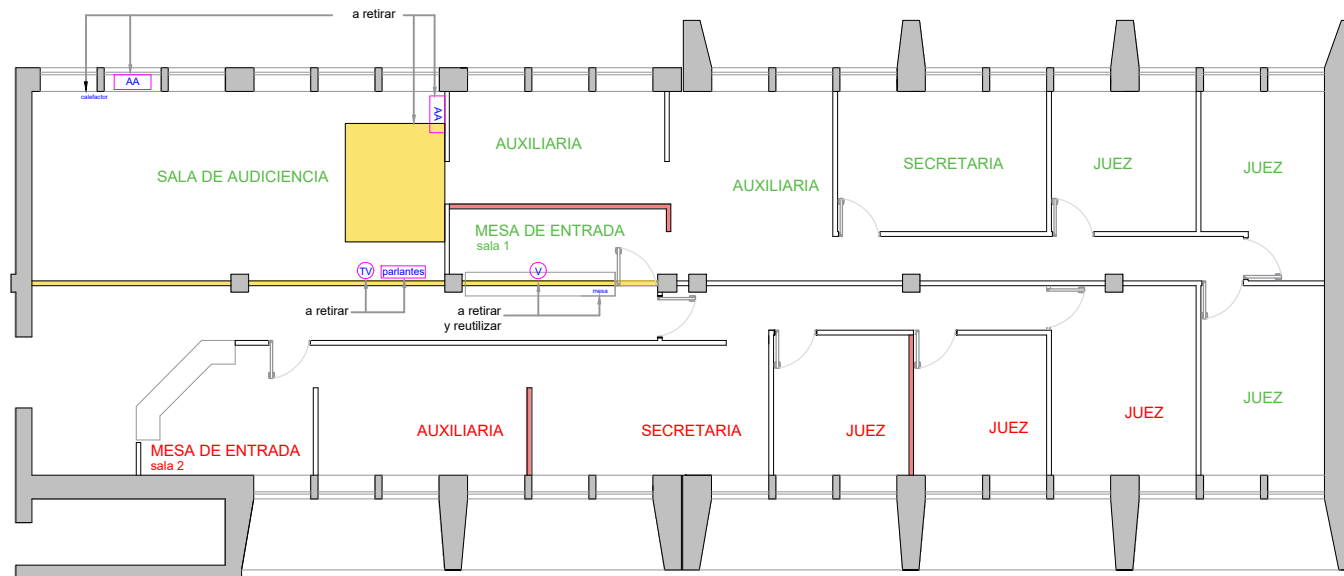 a retirar
AA
calefactor
AA
AUXILIARIA
SALA DE AUDICIENCIA
AUXILIARIA
SECRETARIA
JUEZ
JUEZ
MESA DE ENTRADA
sala 1
TV
parlantes
V
mesa
a retirar
a retirar
y reutilizar
MESA DE ENTRADA
sala 2
AUXILIARIA
SECRETARIA
JUEZ
JUEZ
JUEZ
JUEZ